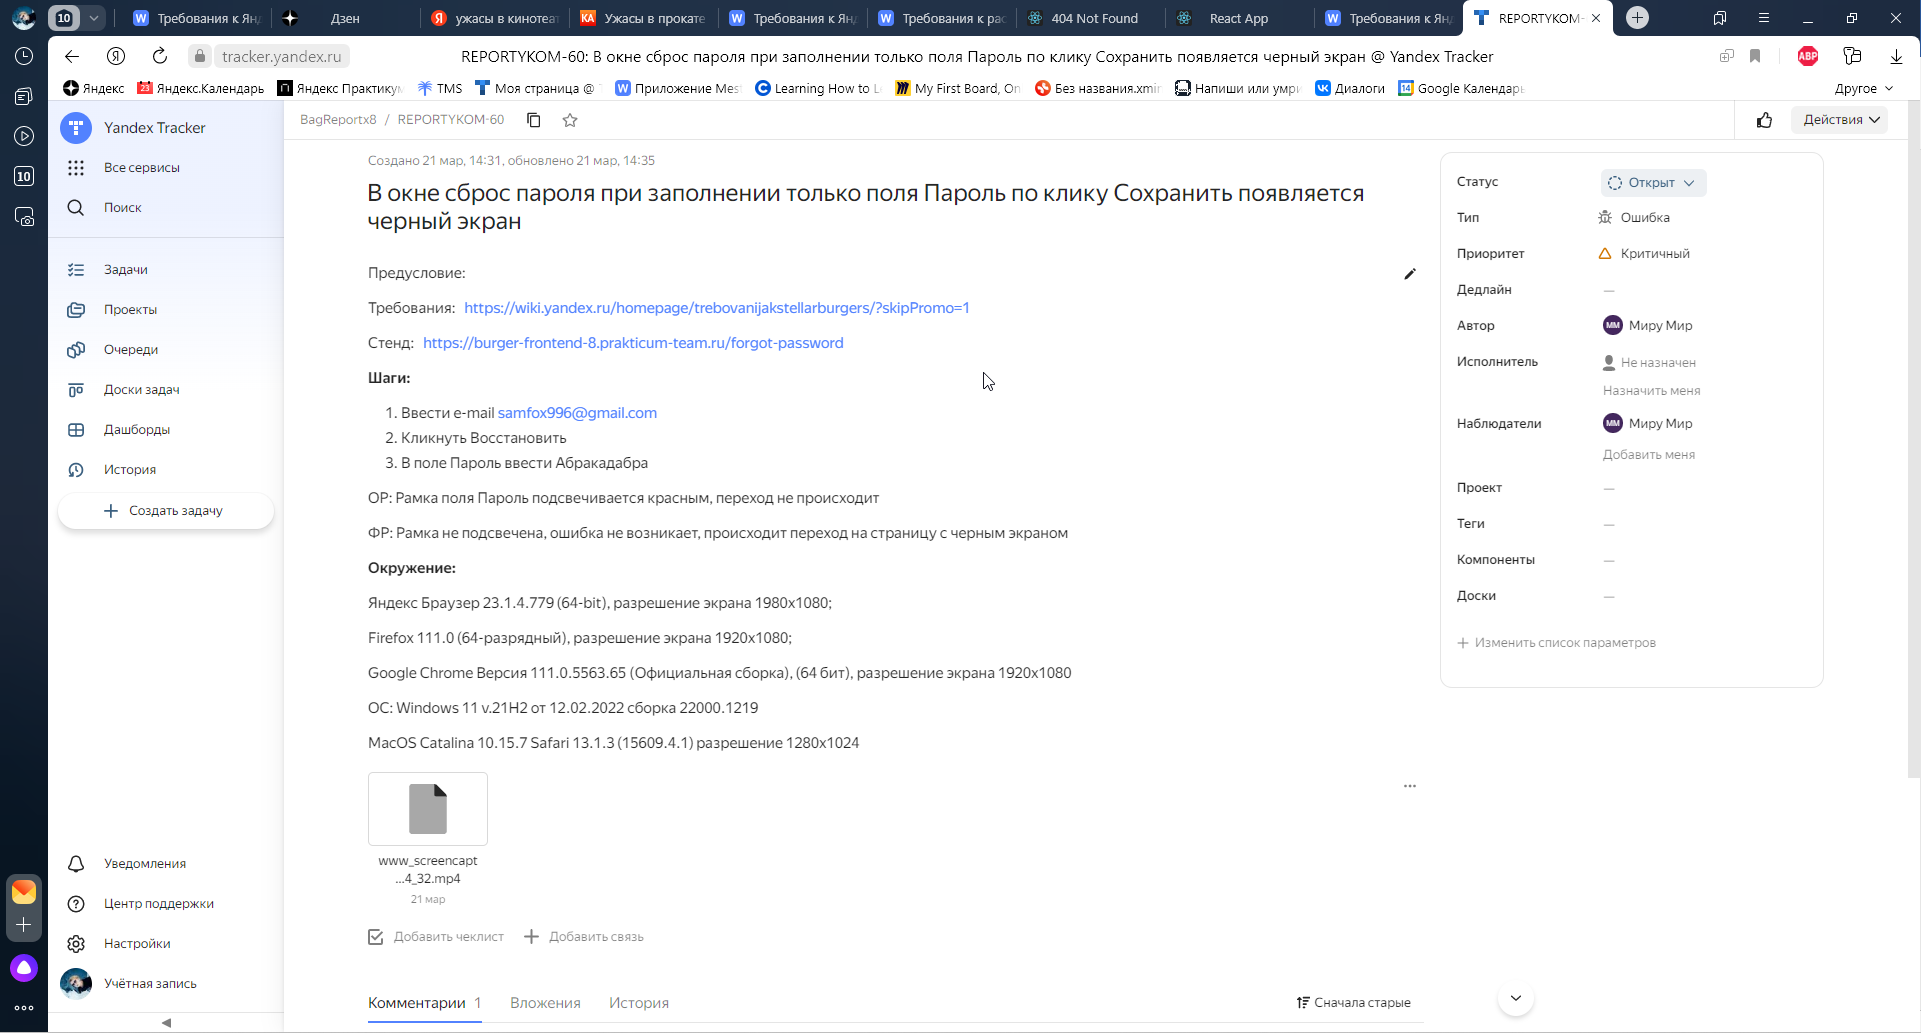 10
Требования к Янд
Дзен
ужасы в кинотеат
Ужасы в прокате
Требования к Янд
Требования к рас
404 Not Found
React App
Требования к Янд
REPORTYKOM-
tracker.yandex.ru
REPORTYKOM-60: В окне сброс пароля при заполнении только поля Пароль по клику Сохранить появляется черный экран @ Yandex Tracker
ABP
Яндекс
23
Яндекс.Календарь
Яндекс Практикум
TMS
Моя страница @
Приложение Mes
Learning How to L
My First Board, On
Без названия.xmin
Напиши или умри
Диалоги
14
Google Календарь
Другое
10
Yandex Tracker
Все сервисы
Поиск
Задачи
Проекты
Очереди
Доски задач
Дашборды
История
Создать задачу
Уведомления
Центр поддержки
Настройки
Учётная запись
BagReportx8 / REPORTYKOM-60
Действия
Создано 21 мар, 14:31, обновлено 21 мар, 14:35
В окне сброс пароля при заполнении только поля Пароль по клику Сохранить появляется
черный экран
Предусловие:
Требования: https://wiki.yandex.ru/homepage/trebovanijakstellarburgers/?skipPromo=1
Стенд: https://burger-frontend-8.prakticum-team.ru/forgot-password
Шаги:
1. Ввести e-mail samfox996@gmail.com
2. Кликнуть Восстановить
3. В поле Пароль ввести Абракадабра
ОР: Рамка поля Пароль подсвечивается красным, переход не происходит
ФР: Рамка не подсвечена, ошибка не возникает, происходит переход на страницу с черным экраном
Окружение:
Яндекс Браузер 23.1.4.779 (64-bit), разрешение экрана 1980x1080;
Firefox 111.0 (64-разрядный), разрешение экрана 1920x1080;
Google Chrome Версия 111.0.5563.65 (Официальная сборка), (64 бит), разрешение экрана 1920x1080
ОС: Windows 11 v.21H2 от 12.02.2022 сборка 22000.1219
MacOS Catalina 10.15.7 Safari 13.1.3 (15609.4.1) разрешение 1280x1024
www_screencapt
...4_32.mp4
21 мар
Добавить чеклист
Добавить связь
Комментарии 1
Вложения
История
Сначала старые
Статус
Открыт
Тип
Ошибка
Приоритет
Критичный
Дедлайн
—
Автор
ММ Миру Мир
Исполнитель
Не назначен
Назначить меня
Наблюдатели
ММ Миру Мир
Добавить меня
Проект
—
Теги
—
Компоненты
—
Доски
—
Изменить список параметров